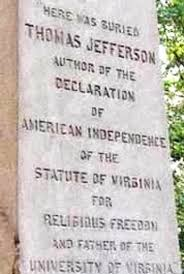 HERE WAS BURIED
THOMAS JEFFERSON
AUTHOR OF THE
DECLARATION
OF
AMERICAN INDEPENDENCE
OF THE
STATUTE OF VIRGINIA
FOR
RELIGIOUS FREEDOM
AND FATHER OF THE
UNIVERSITY OF VIRGINIA